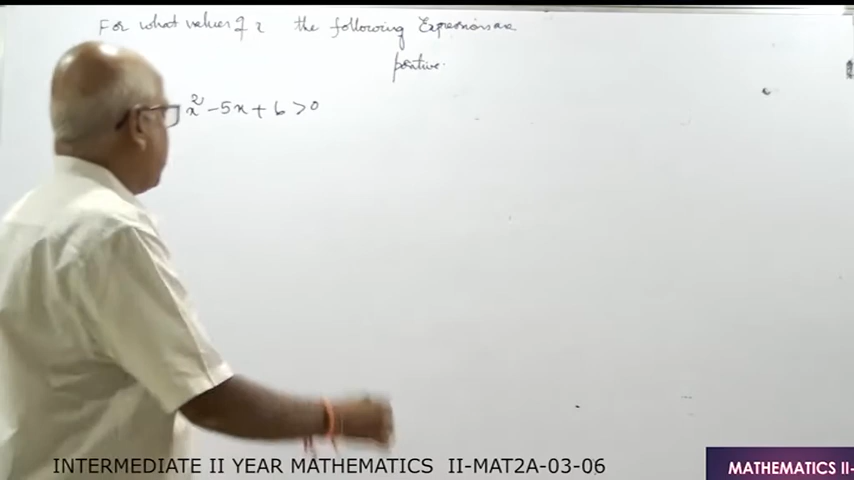 For what values of x the following Expressions are
positive.
x² - 5x + 6 > 0
INTERMEDIATE II YEAR MATHEMATICS II-MAT2A-03-06
MATHEMATICS II-